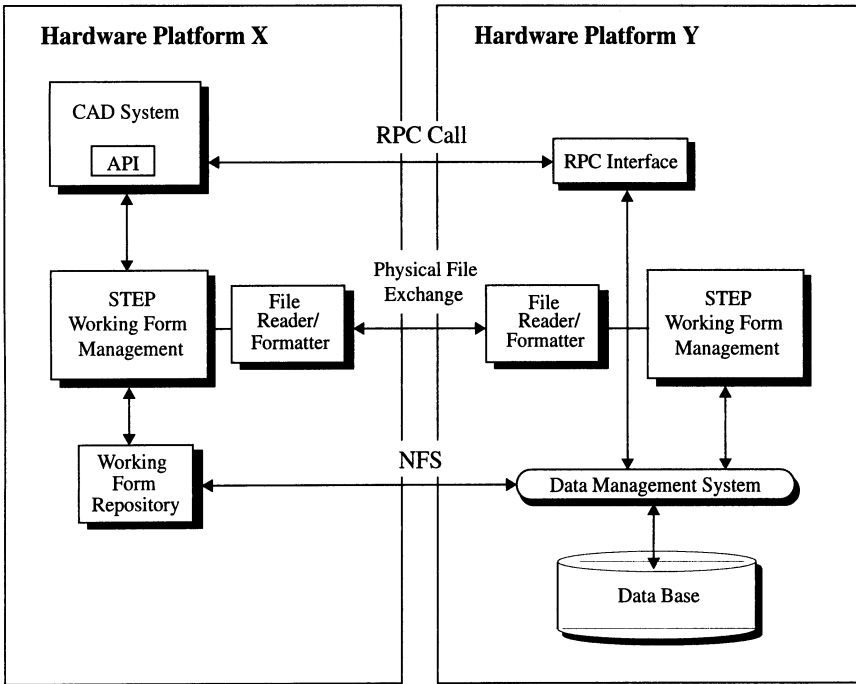 Hardware Platform X
Hardware Platform Y
CAD System
API
RPC Call
RPC Interface
Physical File
Exchange
STEP
Working Form
Management
File
Reader/
Formatter
File
Reader/
Formatter
STEP
Working Form
Management
Working
Form
Repository
NFS
Data Management System
Data Base